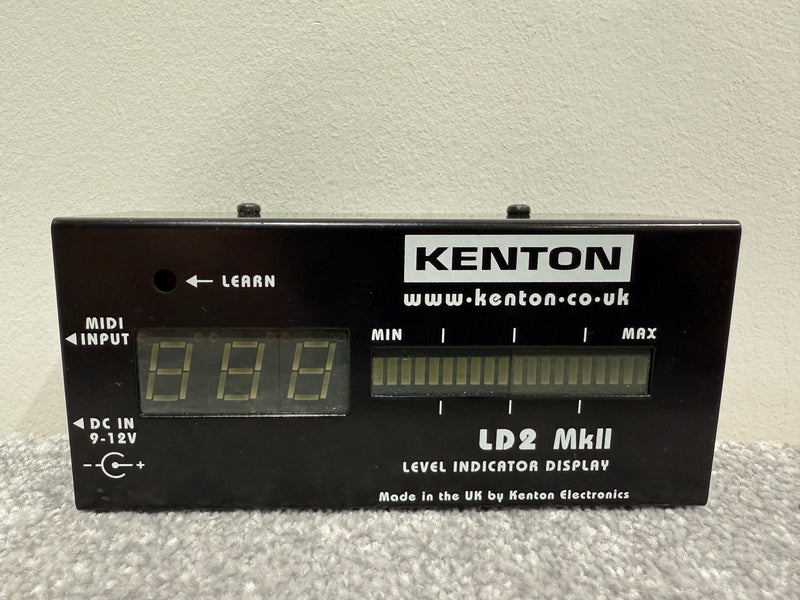 KENTON
www.kenton.co.uk
LEARN
MIDI
INPUT
MIN MAX
DC IN
9-12V
- +
LD2 MkII
LEVEL INDICATOR DISPLAY
Made in the UK by Kenton Electronics